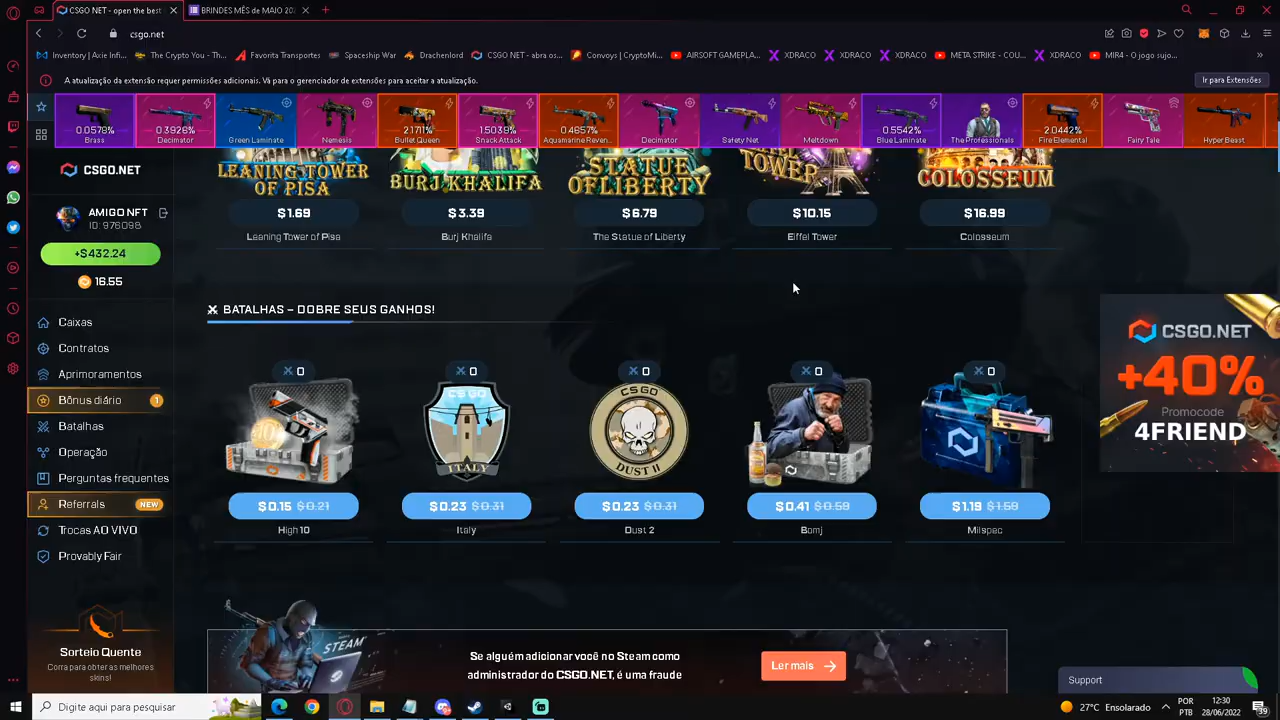 CSGO NET - open the best
BRINDES MÊS de MAIO 20
csgo.net
Inventory | Axie Infi...
The Crypto You - Th...
Favorita Transportes
Spaceship War
Drachenlord
CSGO NET - abra os...
Convoys | CryptoMi...
AIRSOFT GAMEPLA...
XDRACO
XDRACO
XDRACO
META STRIKE - COU...
MIR4 - O jogo sujo...
A atualização da extensão requer permissões adicionais. Vá para o gerenciador de extensões para aceitar a atualização.
Ir para Extensões
0.0578%
Brass
0.3926%
Decimator
Green Laminate
Nemesis
2.1711%
Bullet Queen
1.5039%
Snack Attack
0.4657%
Aquamarine Reven...
Decimator
Safety Net
Meltdown
0.5542%
Blue Laminate
The Professionals
2.0442%
Fire Elemental
Fairy Tale
Hyper Beast
CSGO.NET
AMIGO NFT
ID: 976098
+$432.24
16.55
Caixas
Contratos
Aprimoramentos
Bônus diário
1
Batalhas
Operação
Perguntas frequentes
Referrals
NEW
Trocas AO VIVO
Provably Fair
Sorteio Quente
Corra para obter as melhores
skins!
LEANING TOWER
OF PISA
$1.69
Leaning Tower of Pisa
BURJ KHALIFA
$3.39
Burj Khalifa
STATUE
OF LIBERTY
$6.79
The Statue of Liberty
TOWER
$10.15
Eiffel Tower
COLOSSEUM
$16.99
Colosseum
BATALHAS – DOBRE SEUS GANHOS!
0
$0.15 $0.21
High 10
0
CS GO
ITALY
$0.23 $0.31
Italy
0
CS GO
DUST II
$0.23 $0.31
Dust 2
0
$0.41 $0.59
Bomj
0
$1.19 $1.59
Milspec
CSGO.NET
+40%
Promocode
4FRIEND
STEAM
Se alguém adicionar você no Steam como
administrador do CSGO.NET, é uma fraude
Ler mais
Support
Digite aqui para pesquisar
27°C Ensolarado
POR
PTB
12:30
28/06/2022
39